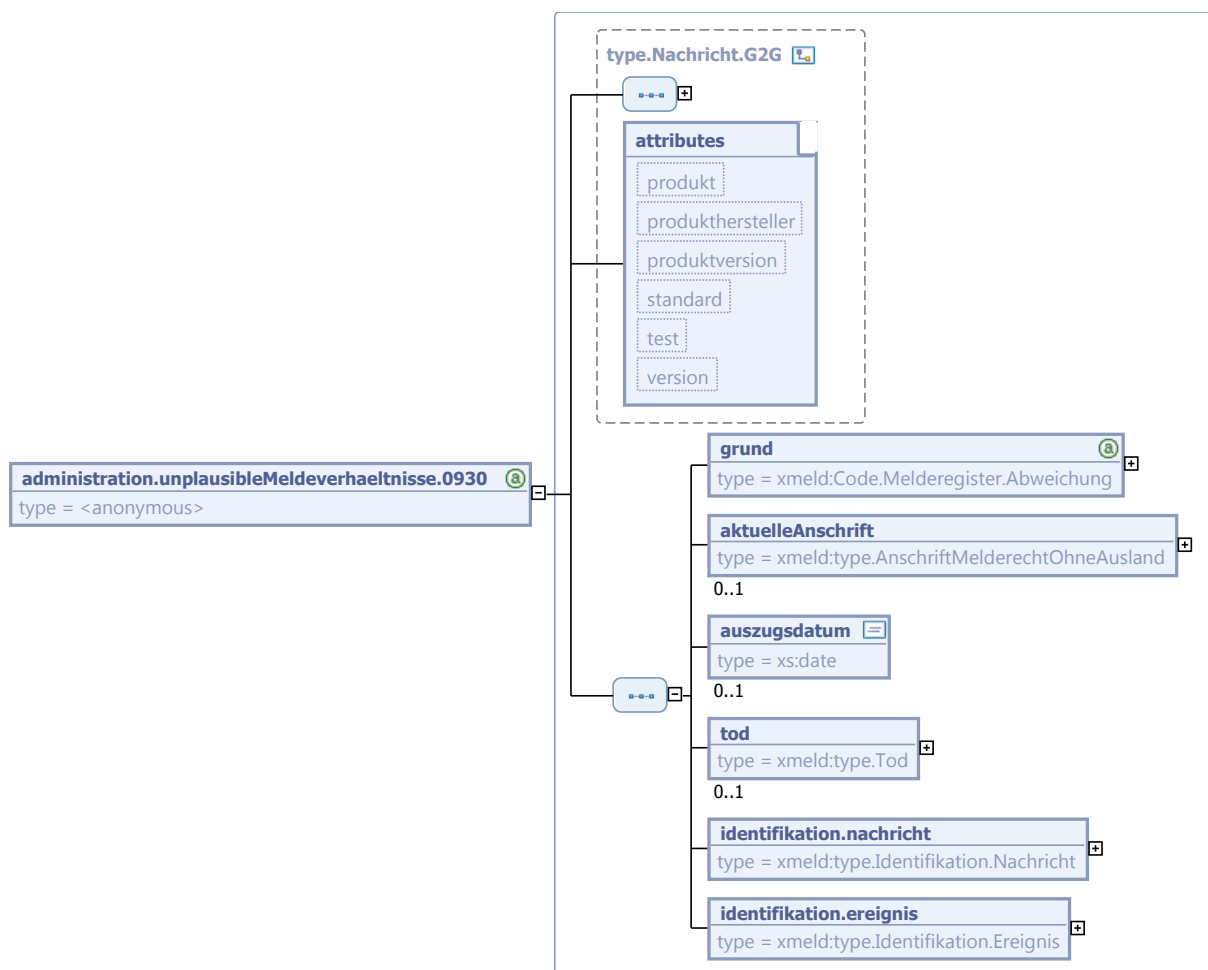 type.Nachricht.G2G
attributes
produkt
produkthersteller
produktversion
standard
test
version
administration.unplausibleMeldeverhaeltnisse.0930
type = <anonymous>
grund
type = xmeld:Code.Melderegister.Abweichung
aktuelleAnschrift
type = xmeld:type.AnschriftMelderechtOhneAusland
0..1
auszugsdatum
type = xs:date
0..1
tod
type = xmeld:type.Tod
0..1
identifikation.nachricht
type = xmeld:type.Identifikation.Nachricht
identifikation.ereignis
type = xmeld:type.Identifikation.Ereignis